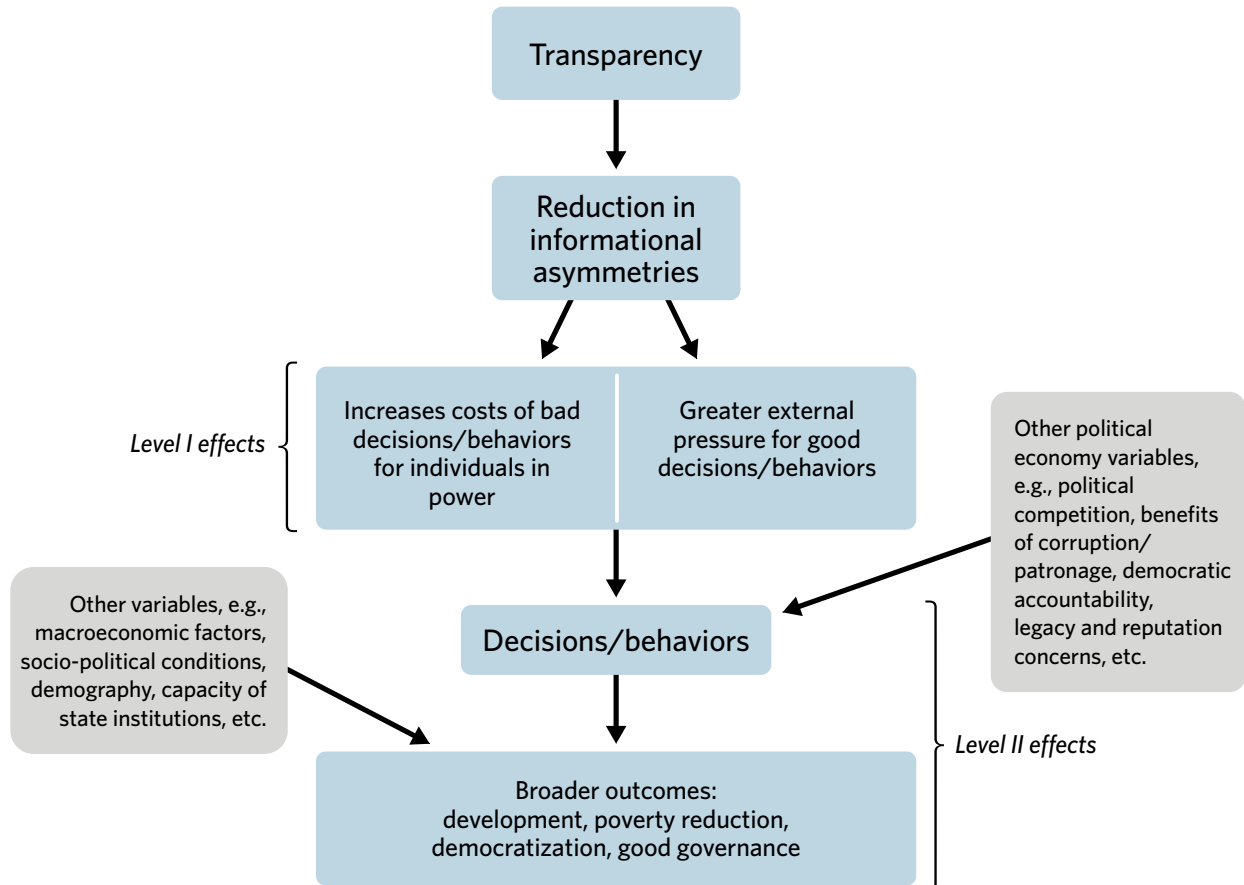 Transparency
Reduction in
informational
asymmetries
Level I effects
Increases costs of bad
decisions/behaviors
for individuals in
power
Greater external
pressure for good
decisions/behaviors
Other political
economy variables,
e.g., political
competition, benefits
of corruption/
patronage, democratic
accountability,
legacy and reputation
concerns, etc.
Other variables, e.g.,
macroeconomic factors,
socio-political conditions,
demography, capacity of
state institutions, etc.
Decisions/behaviors
Level II effects
Broader outcomes:
development, poverty reduction,
democratization, good governance